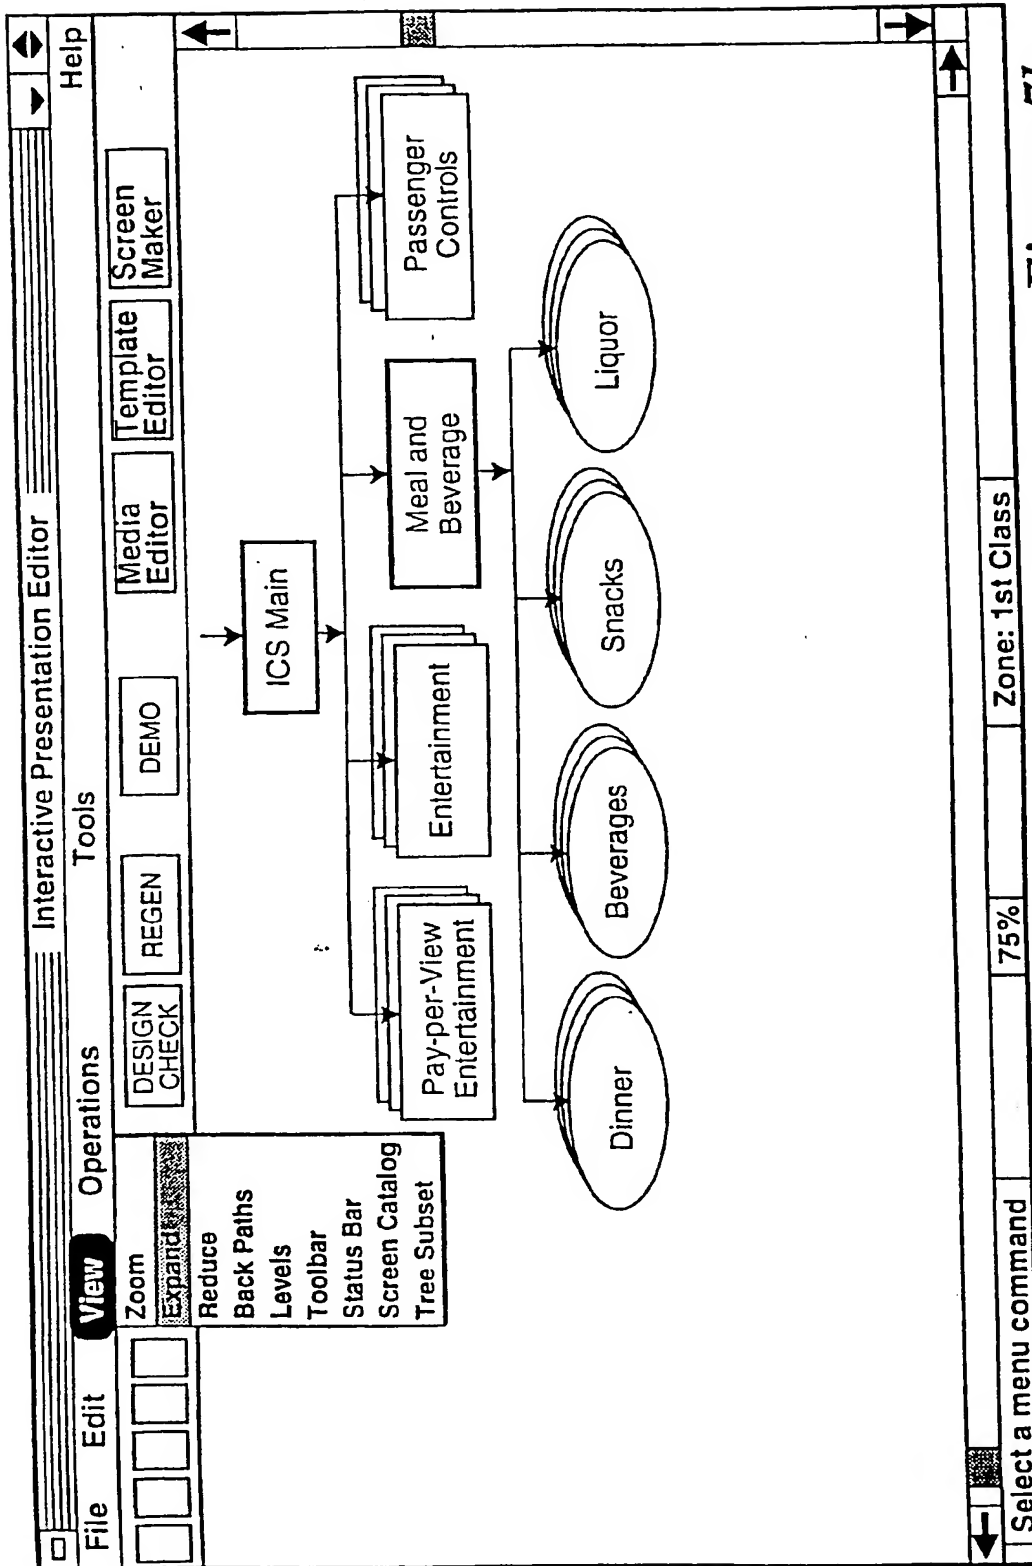 Interactive Presentation Editor
File Edit View Operations Tools Help
DESIGN
CHECK
REGEN
DEMO
Media
Editor
Template
Editor
Screen
Maker
Zoom
Expand
Reduce
Back Paths
Levels
Toolbar
Status Bar
Screen Catalog
Tree Subset
ICS Main
Pay-per-View
Entertainment
Entertainment
Meal and
Beverage
Passenger
Controls
Dinner
Beverages
Snacks
Liquor
Select a menu command
75%
Zone: 1st Class